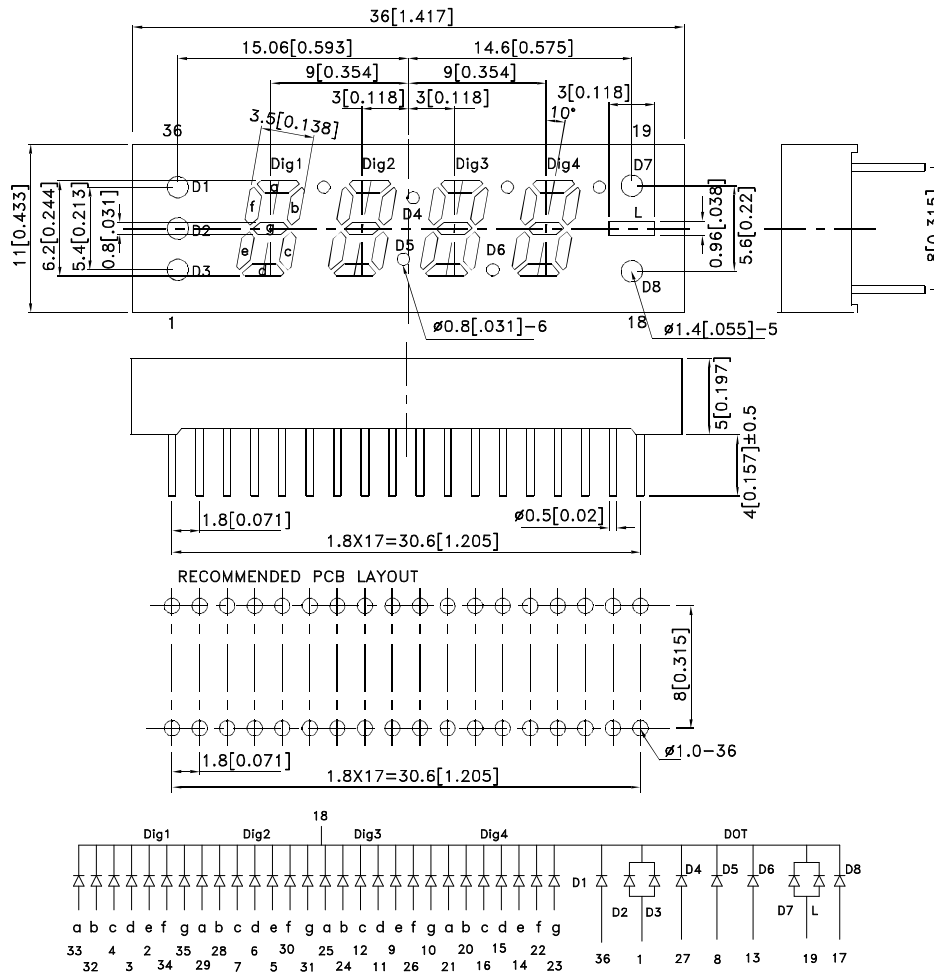 36[1.417]
15.06[0.593] 14.6[0.575]
9[0.354] 9[0.354]
3[0.118] 3[0.118] 3[0.118]
3.5[0.138] 10°
36 19
Dig1 Dig2 Dig3 Dig4 D7
D1 a
f b D4 L
D2 g
e c D5 D6
D3 d D8
11[0.433] 6.2[0.244] 5.4[0.213] 0.8[.031] 0.96[.038] 5.6[0.22] 8[0.315]
1 ø0.8[.031]-6 18 ø1.4[.055]-5
5[0.197]
4[0.157]±0.5
1.8[0.071] ø0.5[0.02]
1.8X17=30.6[1.205]
RECOMMENDED PCB LAYOUT
8[0.315]
1.8[0.071] ø1.0-36
1.8X17=30.6[1.205]
18
Dig1 Dig2 Dig3 Dig4 DOT
D1 D4 D5 D6 D8
D2 D3 D7 L
a b c d e f g a b c d e f g a b c d e f g a b c d e f g
33 4 2 35 28 6 30 25 12 9 10 20 15 22 36 1 27 8 13 19 17
32 3 34 29 7 5 31 24 11 26 21 16 14 23